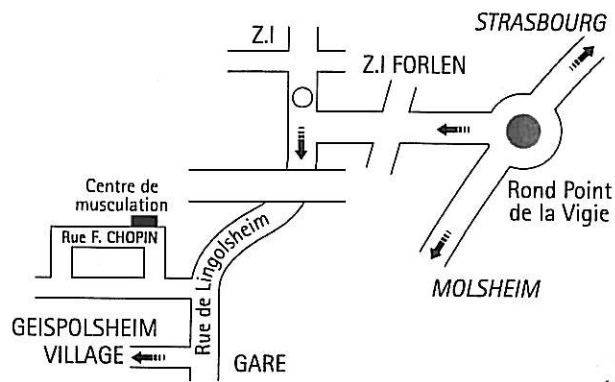 STRASBOURG
Z.I
Z.I FORLEN
Rond Point
de la Vigie
MOLSHEIM
Centre de
musculation
Rue F. CHOPIN
Rue de Lingolsheim
GEISPOLSHEIM
VILLAGE
GARE